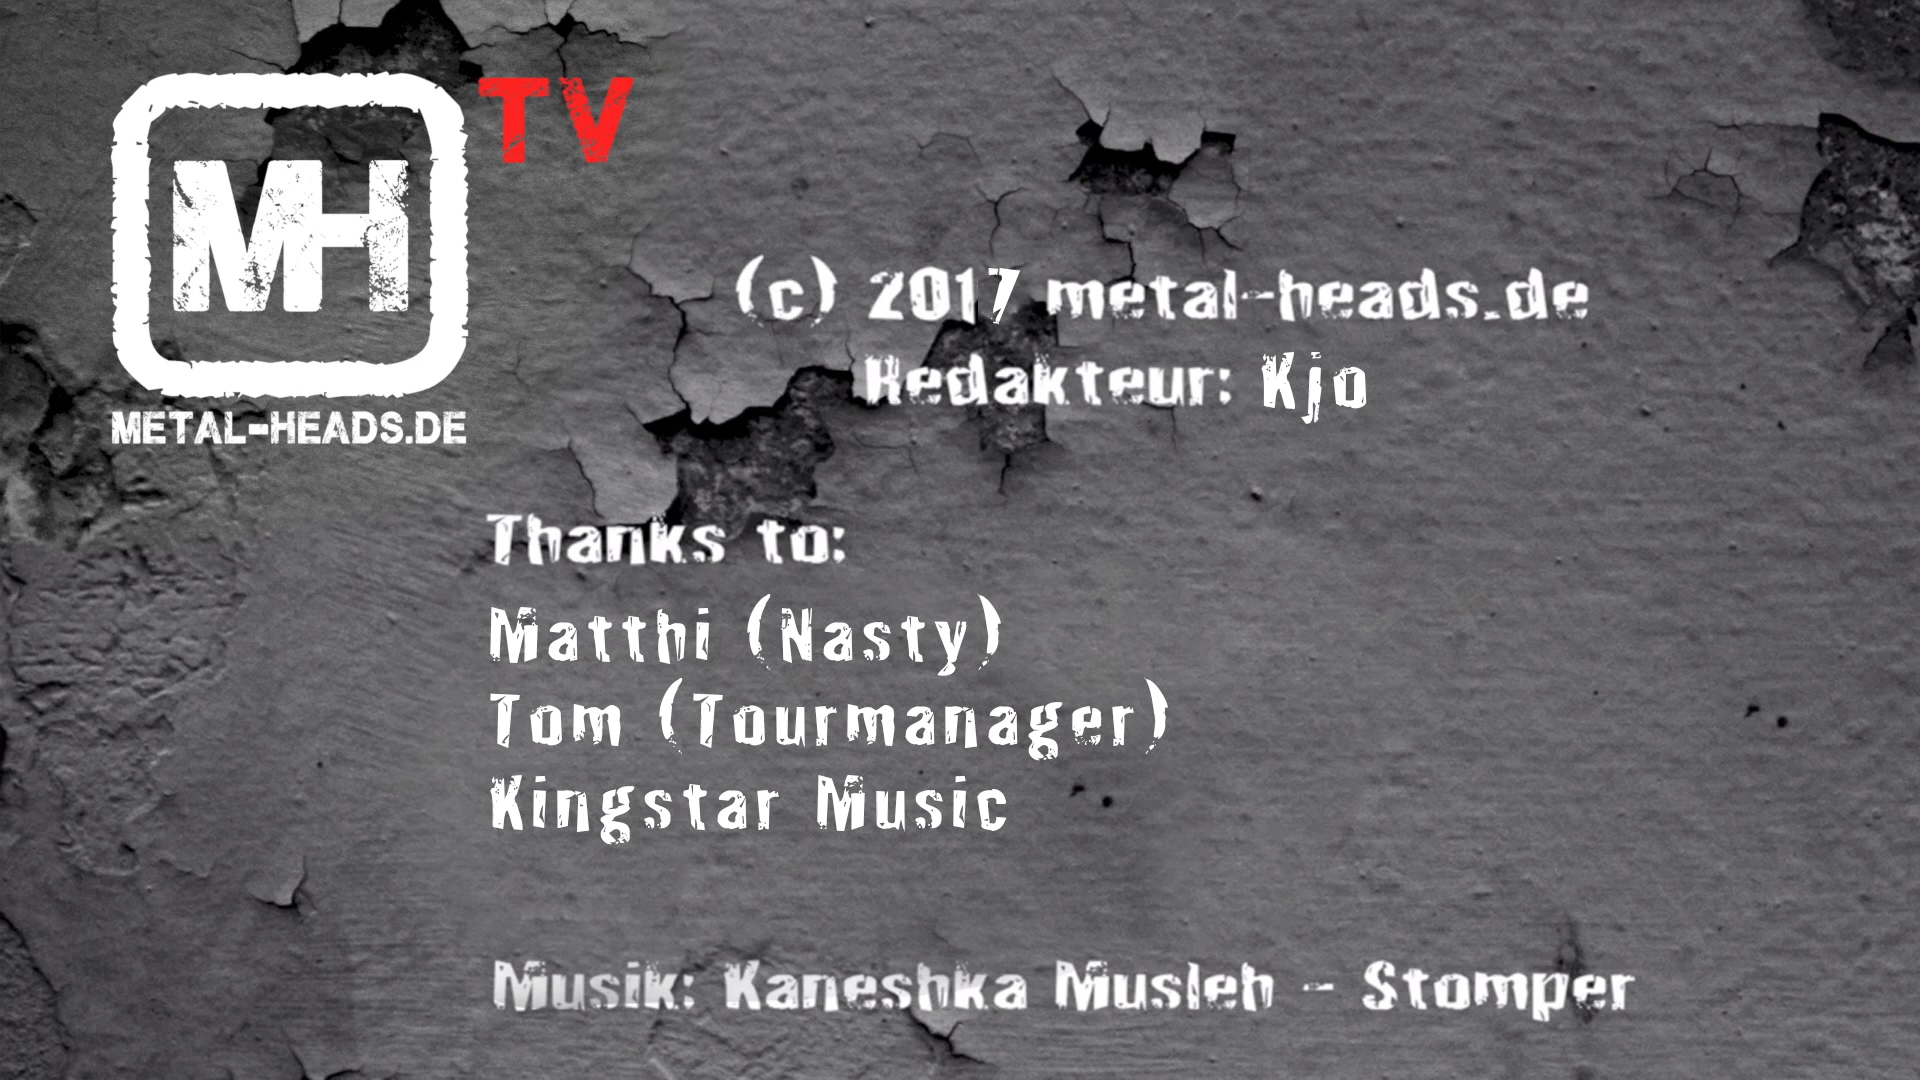 MH TV
METAL-HEADS.DE
(c) 2017 metal-heads.de
Redakteur: Kjo
Thanks to:
Matthi (Nasty)
Tom (Tourmanager)
Kingstar Music
Musik: Kaneshka Musleh - Stomper